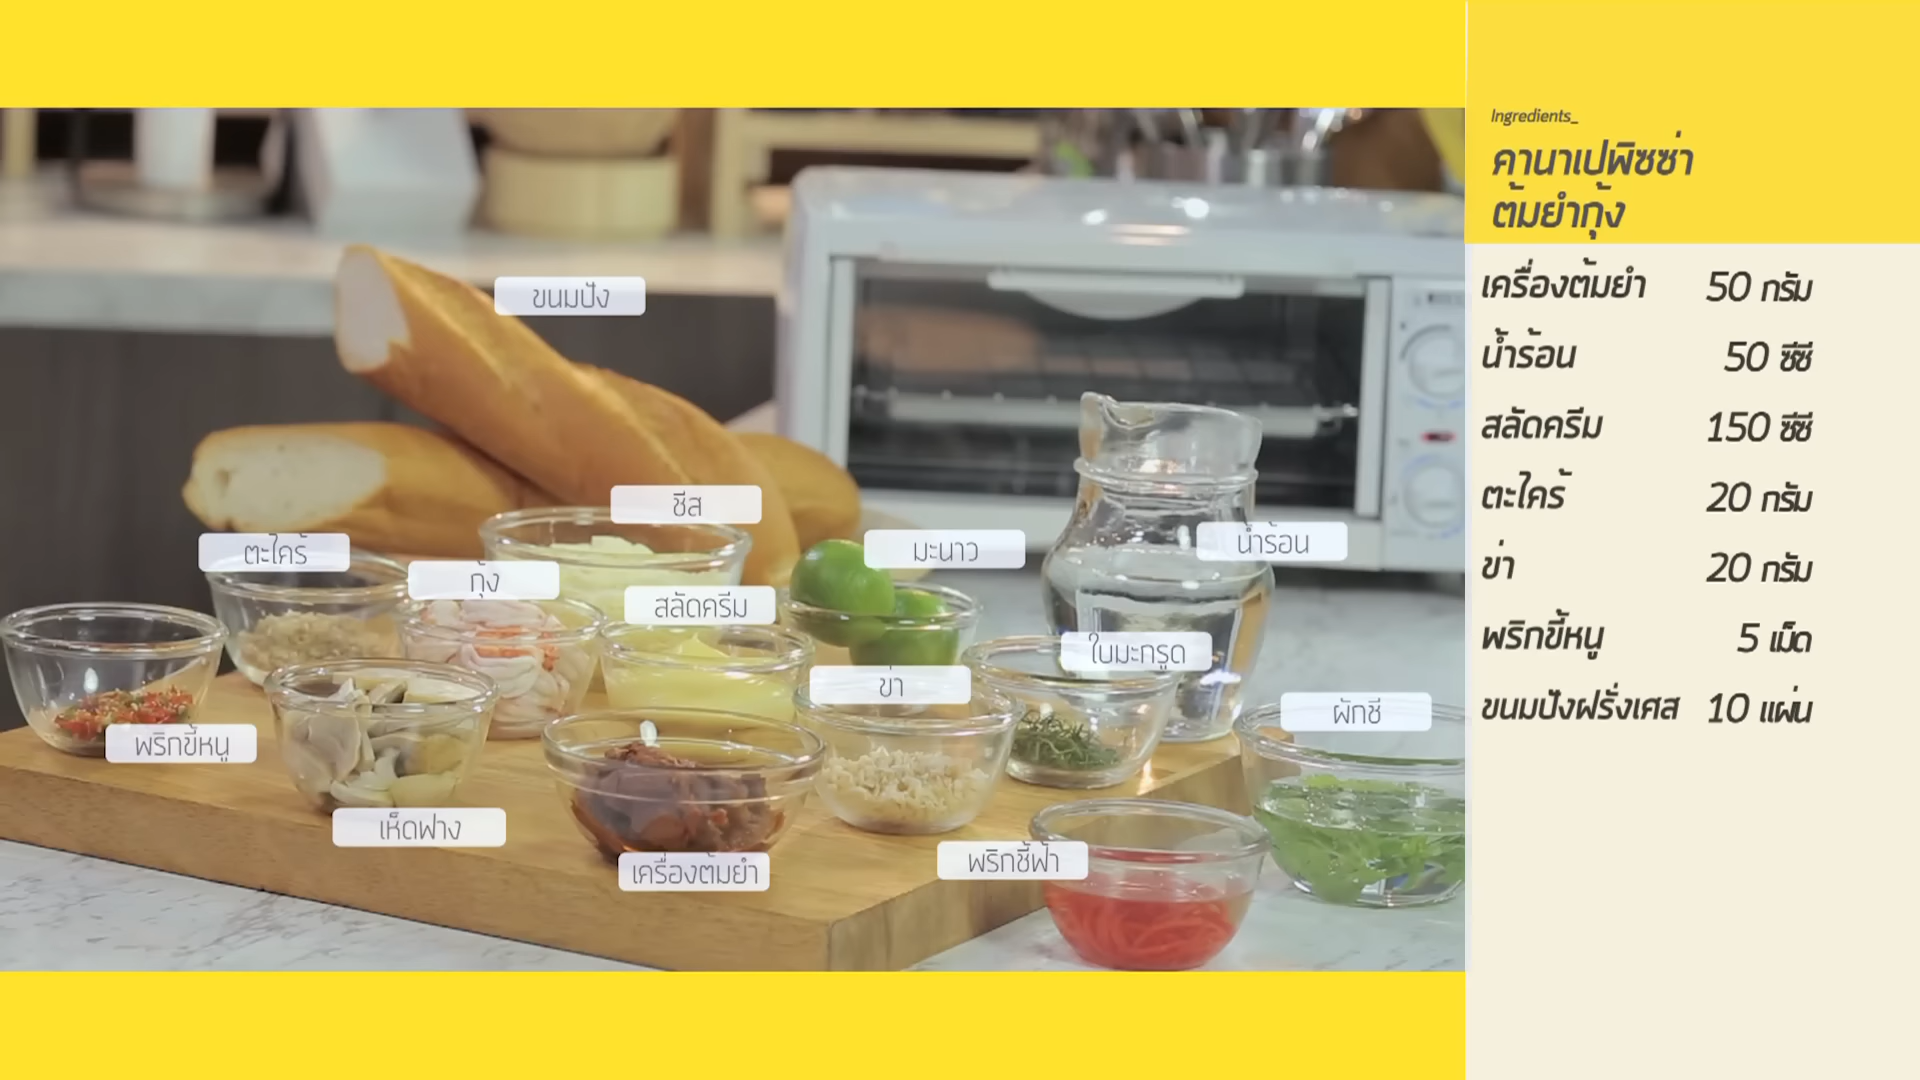 Ingredients_
คานาเปพิซซ่า
ต้มยำกุ้ง
เครื่องต้มยำ 50 กรัม
น้ำร้อน 50 ซีซี
สลัดครีม 150 ซีซี
ตะไคร้ 20 กรัม
ข่า 20 กรัม
พริกขี้หนู 5 เม็ด
ขนมปังฝรั่งเศส 10 แผ่น
ขนมปัง
ชีส
ตะไคร้
กุ้ง
มะนาว
น้ำร้อน
สลัดครีม
ใบมะกรูด
ข่า
ผักชี
พริกขี้หนู
เห็ดฟาง
เครื่องต้มยำ
พริกชี้ฟ้า